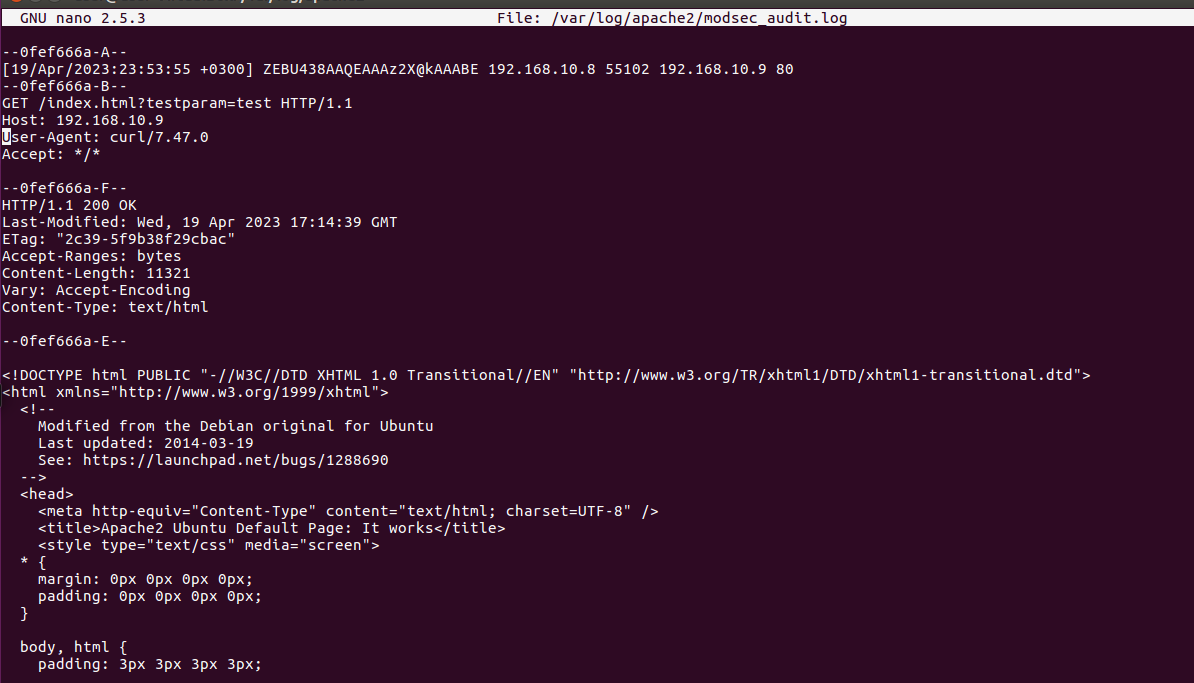 GNU nano 2.5.3 File: /var/log/apache2/modsec_audit.log
--0fef666a-A--
[19/Apr/2023:23:53:55 +0300] ZEBU438AAQEAAAz2X@kAAABE 192.168.10.8 55102 192.168.10.9 80
--0fef666a-B--
GET /index.html?testparam=test HTTP/1.1
Host: 192.168.10.9
User-Agent: curl/7.47.0
Accept: */*
--0fef666a-F--
HTTP/1.1 200 OK
Last-Modified: Wed, 19 Apr 2023 17:14:39 GMT
ETag: "2c39-5f9b38f29cbac"
Accept-Ranges: bytes
Content-Length: 11321
Vary: Accept-Encoding
Content-Type: text/html
--0fef666a-E--
<!DOCTYPE html PUBLIC "-//W3C//DTD XHTML 1.0 Transitional//EN" "http://www.w3.org/TR/xhtml1/DTD/xhtml1-transitional.dtd">
<html xmlns="http://www.w3.org/1999/xhtml">
<!--
Modified from the Debian original for Ubuntu
Last updated: 2014-03-19
See: https://launchpad.net/bugs/1288690
-->
<head>
<meta http-equiv="Content-Type" content="text/html; charset=UTF-8" />
<title>Apache2 Ubuntu Default Page: It works</title>
<style type="text/css" media="screen">
* {
margin: 0px 0px 0px 0px;
padding: 0px 0px 0px 0px;
}
body, html {
padding: 3px 3px 3px 3px;